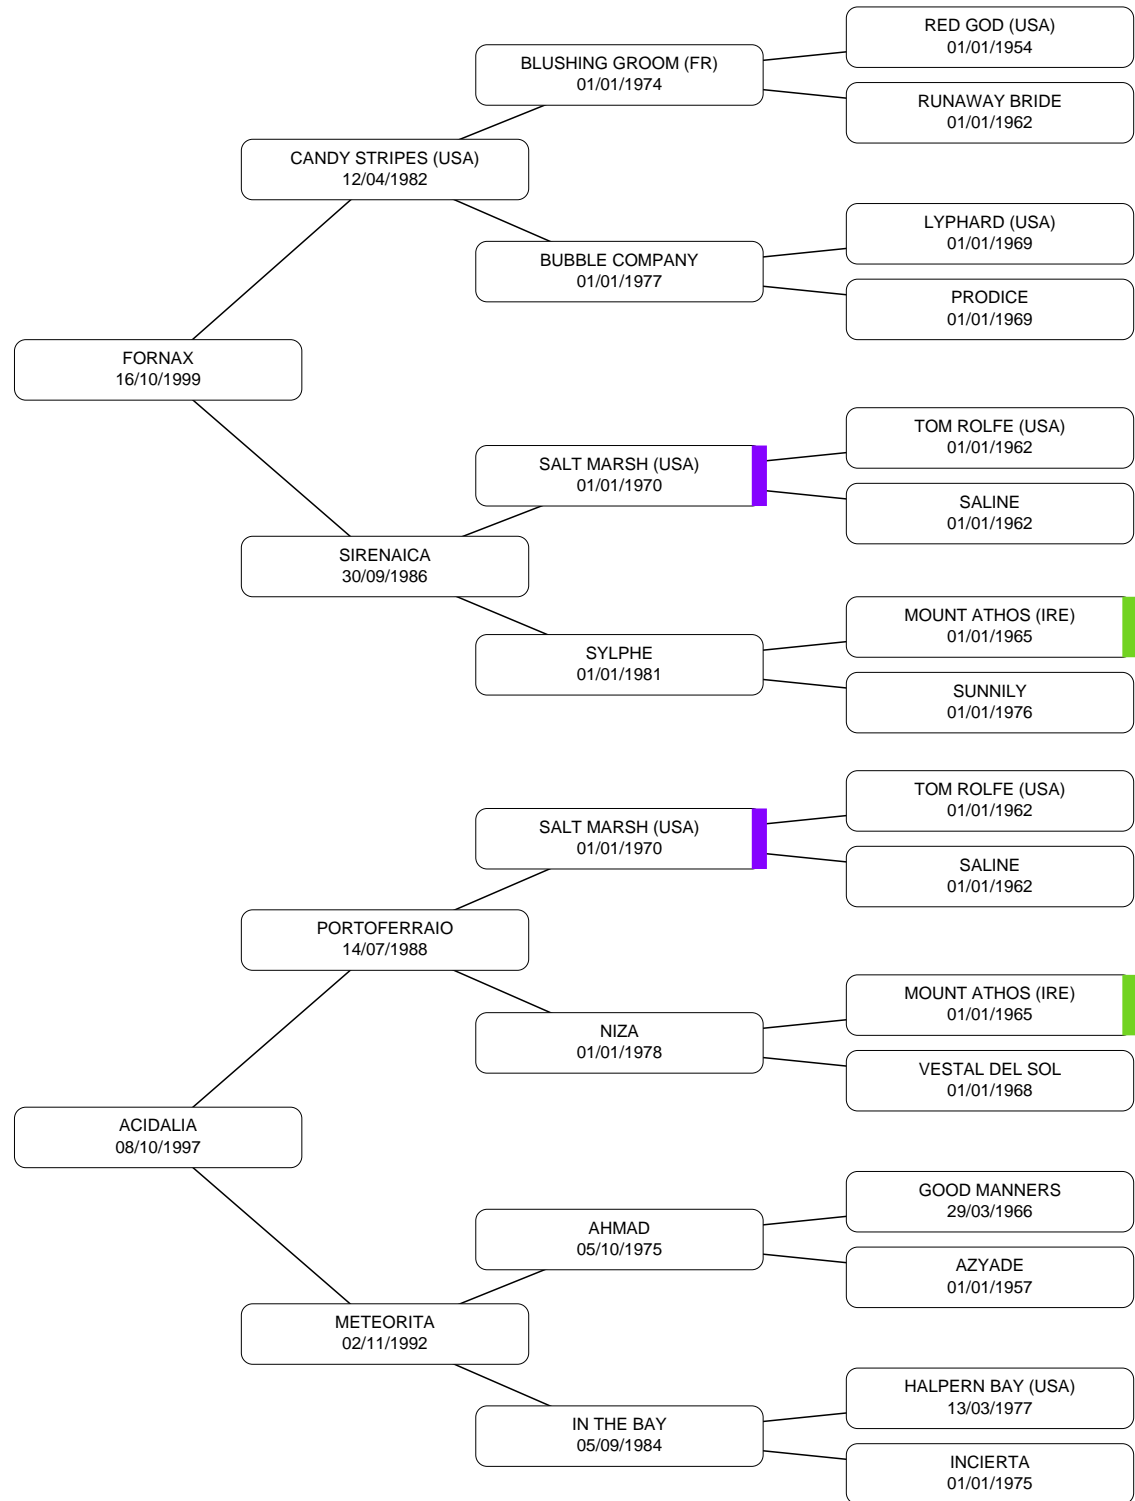 RED GOD (USA)
01/01/1954
BLUSHING GROOM (FR)
01/01/1974
RUNAWAY BRIDE
01/01/1962
CANDY STRIPES (USA)
12/04/1982
LYPHARD (USA)
01/01/1969
BUBBLE COMPANY
01/01/1977
PRODICE
01/01/1969
FORNAX
16/10/1999
TOM ROLFE (USA)
01/01/1962
SALT MARSH (USA)
01/01/1970
SALINE
01/01/1962
SIRENAICA
30/09/1986
MOUNT ATHOS (IRE)
01/01/1965
SYLPHE
01/01/1981
SUNNILY
01/01/1976
TOM ROLFE (USA)
01/01/1962
SALT MARSH (USA)
01/01/1970
SALINE
01/01/1962
PORTOFERRAIO
14/07/1988
MOUNT ATHOS (IRE)
01/01/1965
NIZA
01/01/1978
VESTAL DEL SOL
01/01/1968
ACIDALIA
08/10/1997
GOOD MANNERS
29/03/1966
AHMAD
05/10/1975
AZYADE
01/01/1957
METEORITA
02/11/1992
HALPERN BAY (USA)
13/03/1977
IN THE BAY
05/09/1984
INCIERTA
01/01/1975